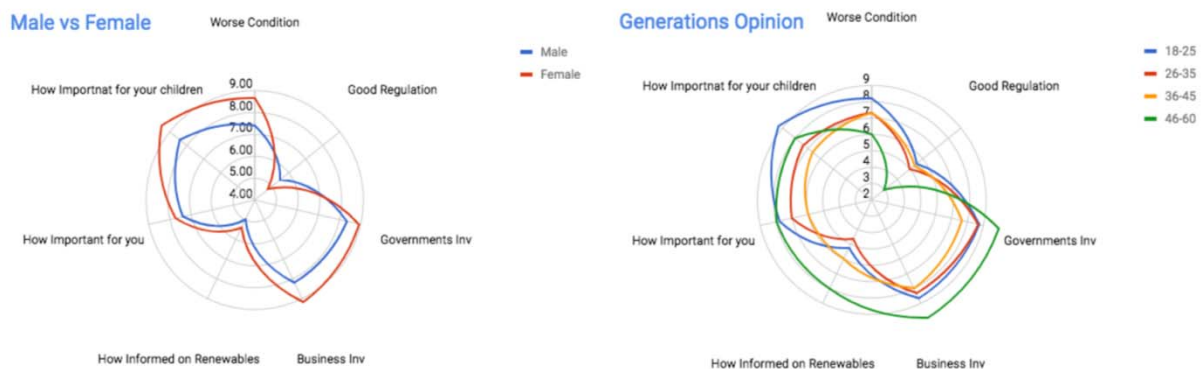 Male vs Female
Worse Condition
Male
Female
How Importnat for your children
Good Regulation
9.00
8.00
7.00
6.00
5.00
4.00
How Important for you
Governments Inv
How Informed on Renewables
Business Inv
Generations Opinion
Worse Condition
18-25
26-35
36-45
46-60
How Importnat for your children
Good Regulation
9
8
7
6
5
4
3
2
How Important for you
Governments Inv
How Informed on Renewables
Business Inv